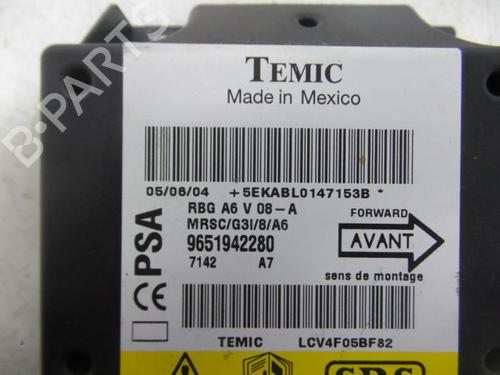 TEMIC
Made in Mexico
05/06/04 +5EKABL0147153B *
RBG A6 V 08-A
MRSC/G3I/8/A6
9651942280
7142 A7
FORWARD
AVANT
sens de montage
PSA
CE
TEMIC LCV4F05BF82
SRS
B-PARTS